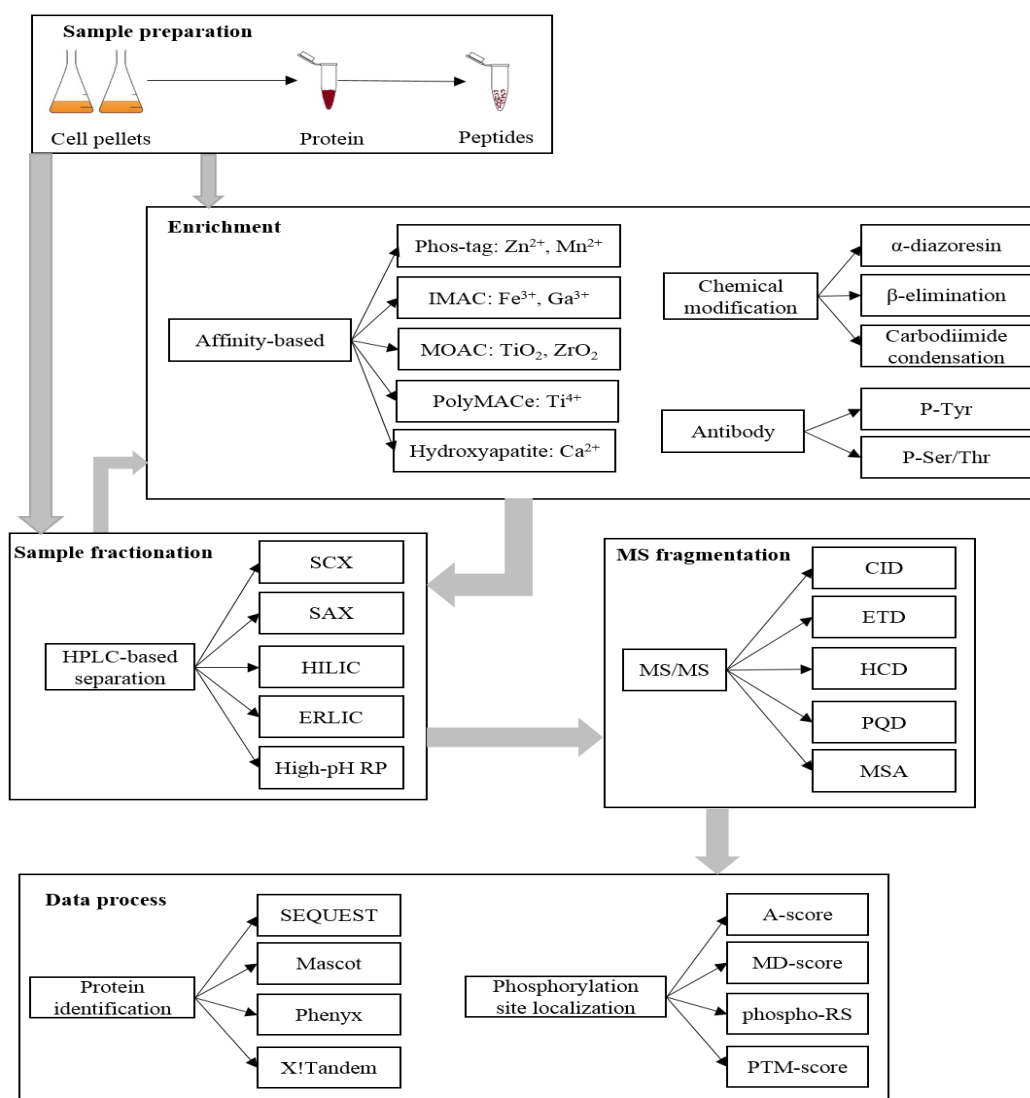 Sample preparation
Cell pellets
Protein
Peptides
Enrichment
Affinity-based
Phos-tag: Zn²⁺, Mn²⁺
IMAC: Fe³⁺, Ga³⁺
MOAC: TiO₂, ZrO₂
PolyMACe: Ti⁴⁺
Hydroxyapatite: Ca²⁺
Chemical
modification
α-diazoresin
β-elimination
Carbodiimide
condensation
Antibody
P-Tyr
P-Ser/Thr
Sample fractionation
HPLC-based
separation
SCX
SAX
HILIC
ERLIC
High-pH RP
MS fragmentation
MS/MS
CID
ETD
HCD
PQD
MSA
Data process
Protein
identification
SEQUEST
Mascot
Phenyx
X!Tandem
Phosphorylation
site localization
A-score
MD-score
phospho-RS
PTM-score